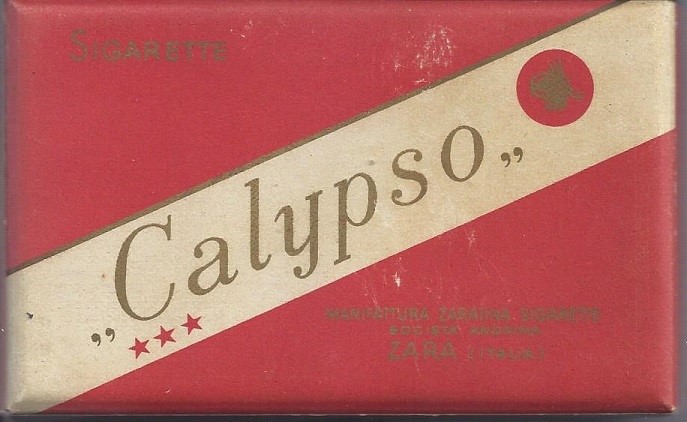 SIGARETTE
„Calypso„
MANIFATTURA ZARATINA SIGARETTE
SOCIETÀ ANONIMA
ZARA (ITALIA)